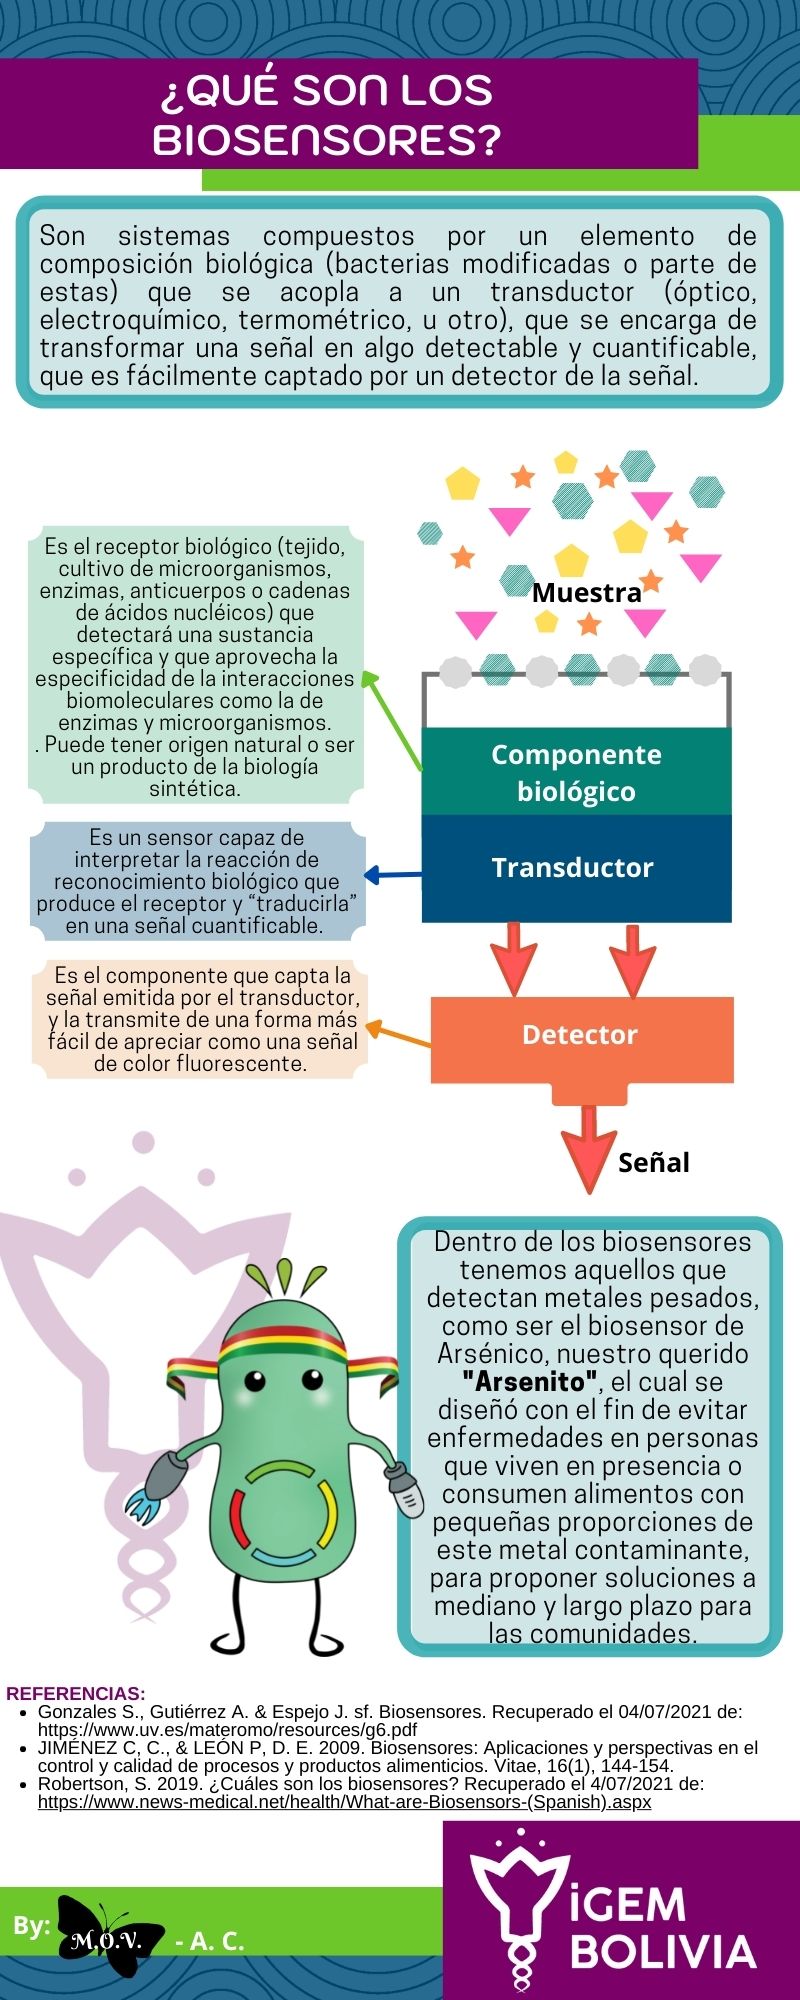 ¿QUÉ SON LOS
BIOSENSORES?
Son sistemas compuestos por un elemento de
composición biológica (bacterias modificadas o parte de
estas) que se acopla a un transductor (óptico,
electroquímico, termométrico, u otro), que se encarga de
transformar una señal en algo detectable y cuantificable,
que es fácilmente captado por un detector de la señal.
Muestra
Es el receptor biológico (tejido,
cultivo de microorganismos,
enzimas, anticuerpos o cadenas
de ácidos nucléicos) que
detectará una sustancia
específica y que aprovecha la
especificidad de la interacciones
biomoleculares como la de
enzimas y microorganismos.
. Puede tener origen natural o ser
un producto de la biología
sintética.
Componente
biológico
Es un sensor capaz de
interpretar la reacción de
reconocimiento biológico que
produce el receptor y “traducirla”
en una señal cuantificable.
Transductor
Es el componente que capta la
señal emitida por el transductor,
y la transmite de una forma más
fácil de apreciar como una señal
de color fluorescente.
Detector
Señal
Dentro de los biosensores
tenemos aquellos que
detectan metales pesados,
como ser el biosensor de
Arsénico, nuestro querido
"Arsenito", el cual se
diseñó con el fin de evitar
enfermedades en personas
que viven en presencia o
consumen alimentos con
pequeñas proporciones de
este metal contaminante,
para proponer soluciones a
mediano y largo plazo para
las comunidades.
REFERENCIAS:
• Gonzales S., Gutiérrez A. & Espejo J. sf. Biosensores. Recuperado el 04/07/2021 de:
https://www.uv.es/materomo/resources/g6.pdf
• JIMÉNEZ C, C., & LEÓN P, D. E. 2009. Biosensores: Aplicaciones y perspectivas en el
control y calidad de procesos y productos alimenticios. Vitae, 16(1), 144-154.
• Robertson, S. 2019. ¿Cuáles son los biosensores? Recuperado el 4/07/2021 de:
https://www.news-medical.net/health/What-are-Biosensors-(Spanish).aspx
By: M.O.V. - A. C.
iGEM
BOLIVIA